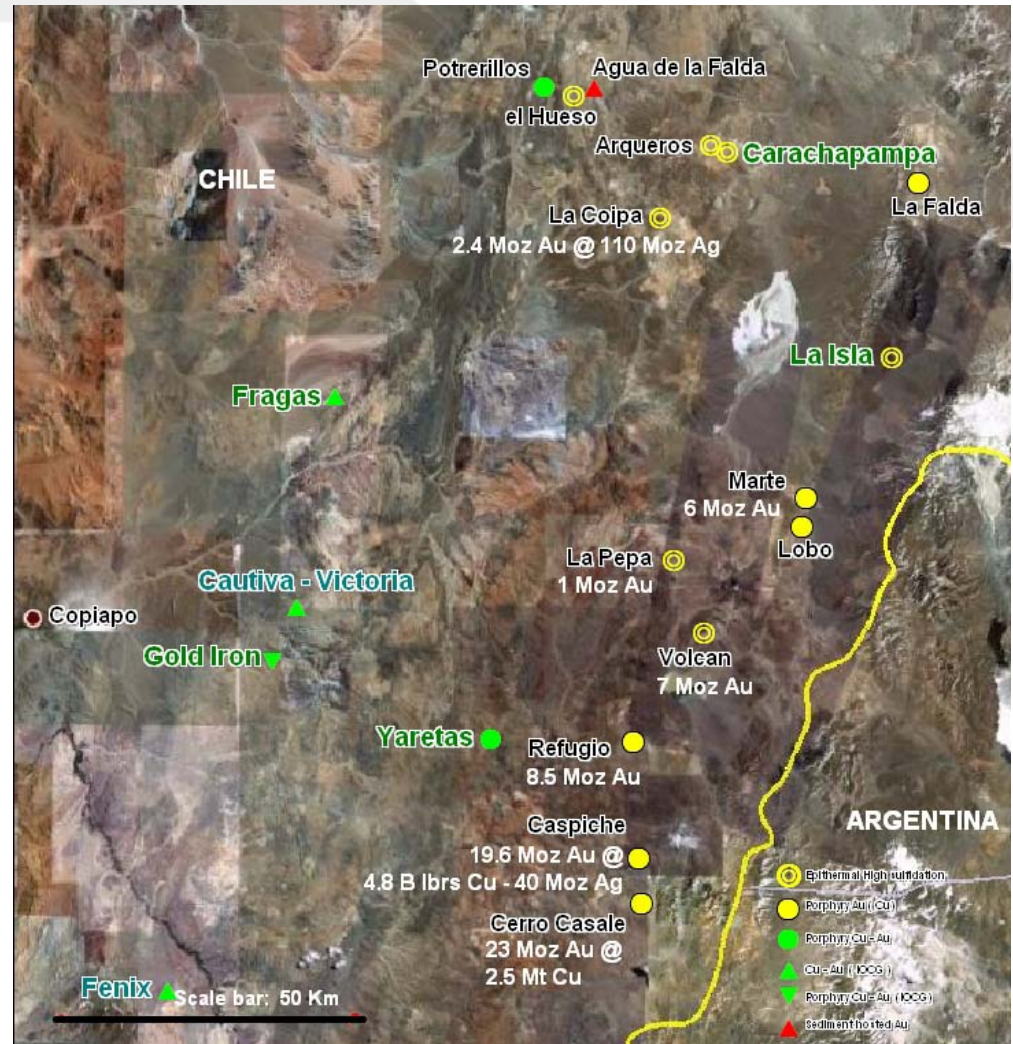 Potrerillos
Agua de la Falda
el Hueso
Arqueros
Carachapampa
CHILE
La Falda
La Coipa
2.4 Moz Au @ 110 Moz Ag
La Isla
Fragas
Marte
6 Moz Au
Lobo
La Pepa
1 Moz Au
Cautiva - Victoria
Copiapo
Gold Iron
Volcan
7 Moz Au
Yaretas
Refugio
8.5 Moz Au
Caspiche
19.6 Moz Au @
4.8 B lbrs Cu - 40 Moz Ag
ARGENTINA
Cerro Casale
23 Moz Au @
2.5 Mt Cu
Fenix
Scale bar: 50 Km
Epithermal High sulfidation
Porphyry Au (Cu)
Porphyry Cu - Au
Cu - Au (IOCG)
Porphyry Cu - Au (IOCG)
Sediment hosted Au